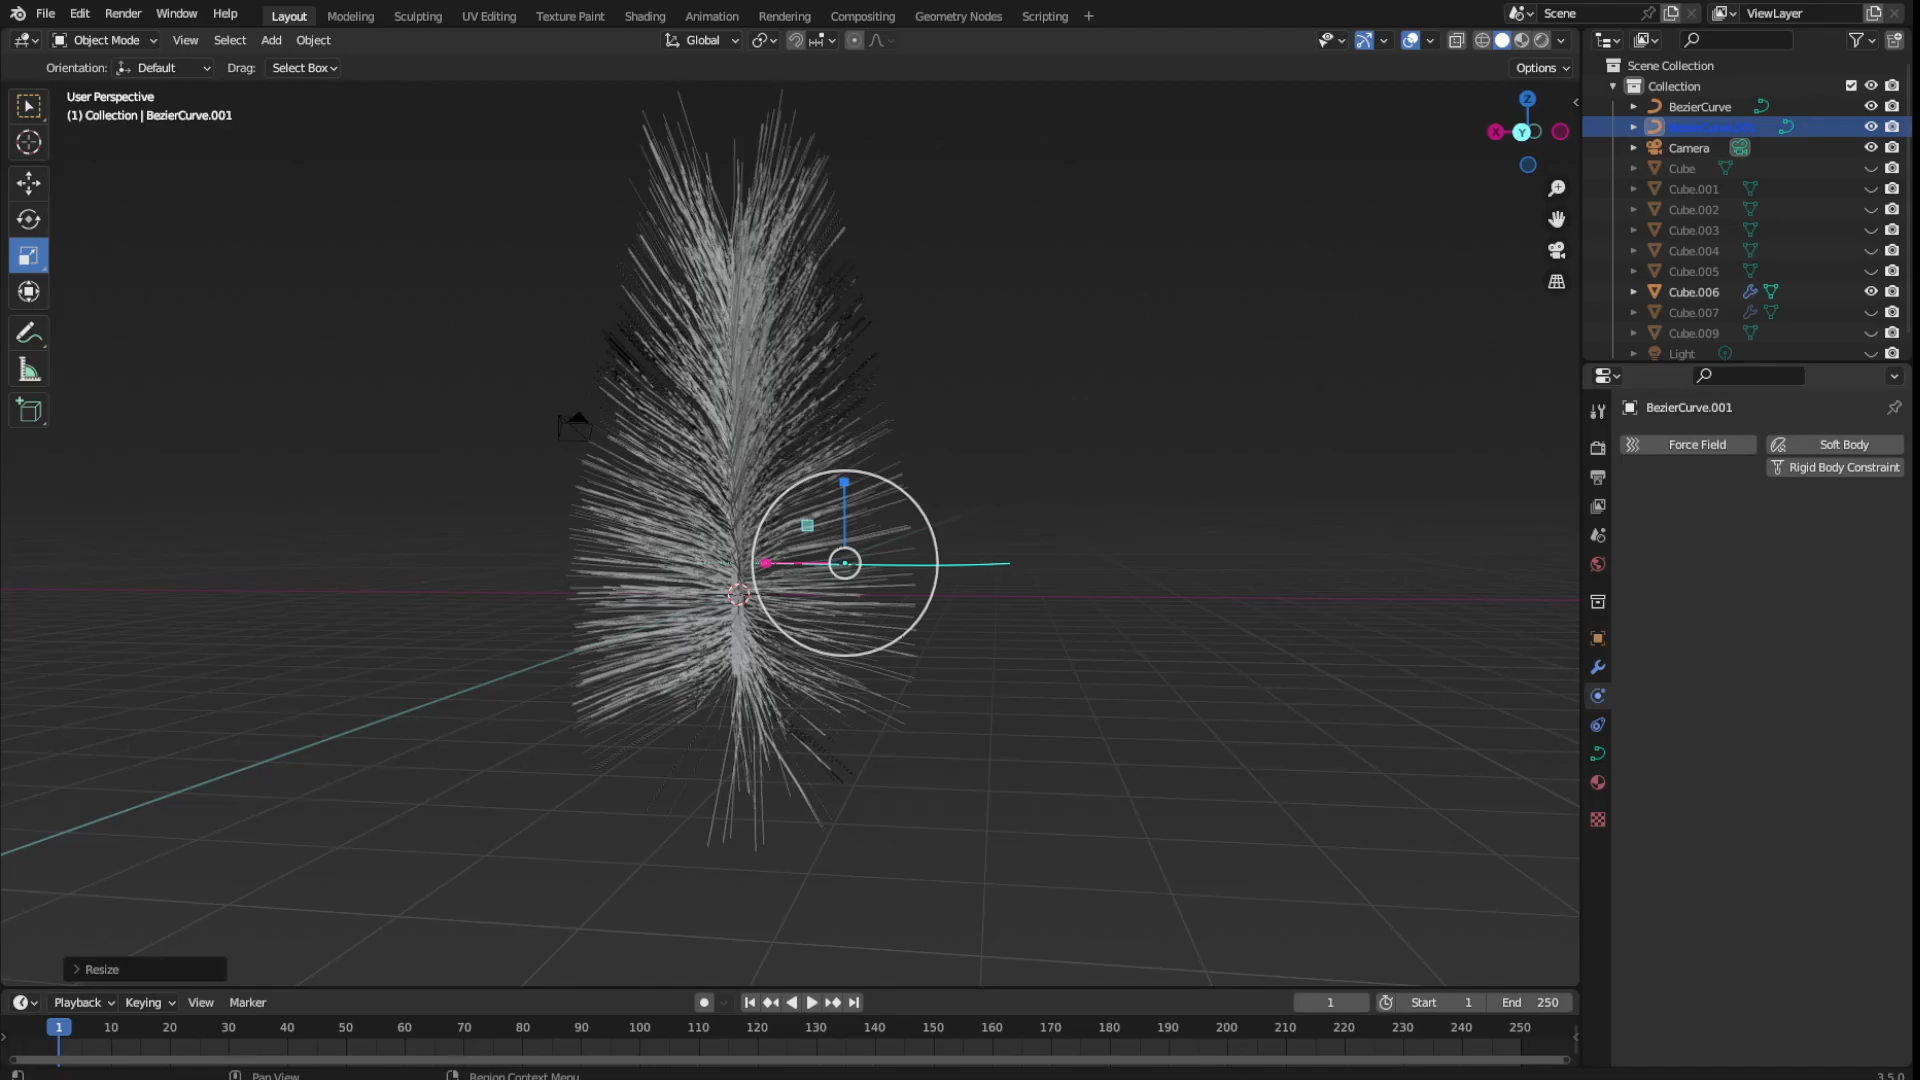 File Edit Render Window Help Layout Modeling Sculpting UV Editing Texture Paint Shading Animation Rendering Compositing Geometry Nodes Scripting + Scene ViewLayer
Object Mode View Select Add Object Global
Orientation: Default Drag: Select Box Options
User Perspective
(1) Collection | BezierCurve.001
Z
X
Y
Scene Collection
Collection
BezierCurve
Camera
Cube
Cube.001
Cube.002
Cube.003
Cube.004
Cube.005
Cube.006
Cube.007
Cube.009
Light
BezierCurve.001
Force Field Soft Body
Rigid Body Constraint
Resize
Playback Keying View Marker 1 Start 1 End 250
1 10 20 30 40 50 60 70 80 90 100 110 120 130 140 150 160 170 180 190 200 210 220 230 240 250
Pan View Region Context Menu 3.5.0